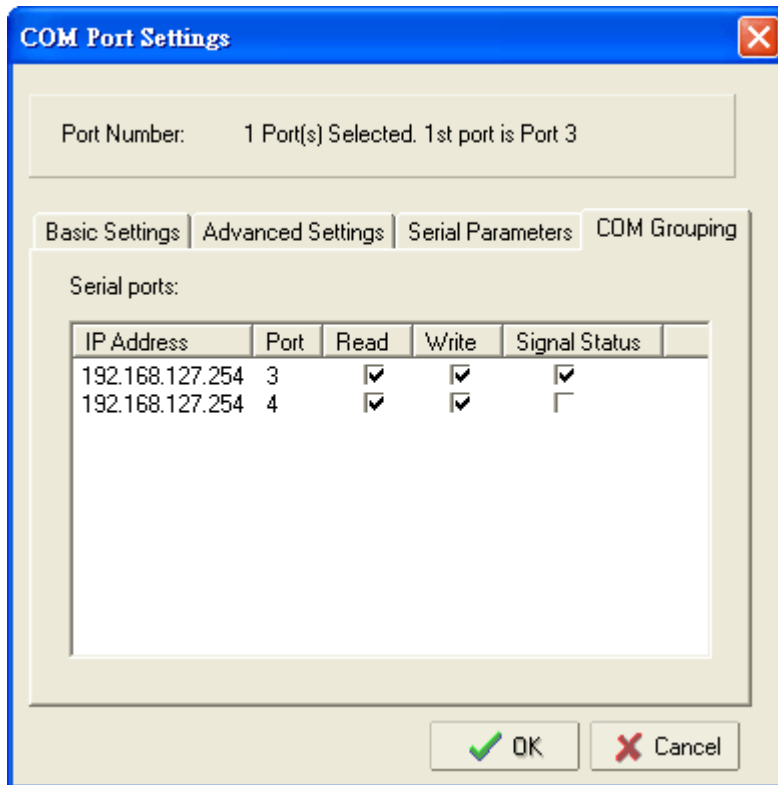 COM Port Settings
Port Number: 1 Port(s) Selected. 1st port is Port 3
Basic Settings Advanced Settings Serial Parameters COM Grouping
Serial ports:
IP Address Port Read Write Signal Status
192.168.127.254 3
192.168.127.254 4
OK Cancel